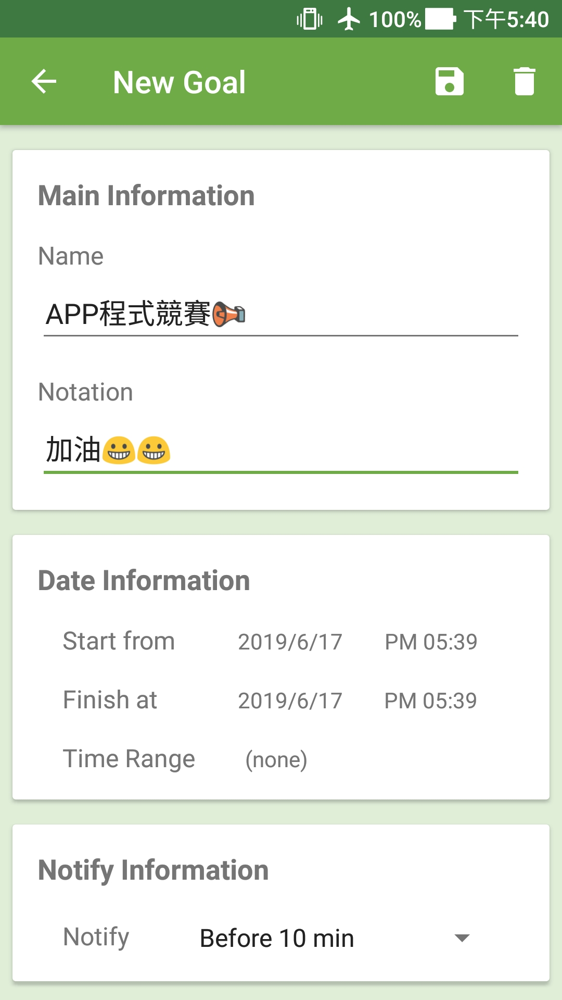 100% 下午5:40
New Goal
Main Information
Name
APP程式競賽📢
Notation
加油😀😀
Date Information
Start from 2019/6/17 PM 05:39
Finish at 2019/6/17 PM 05:39
Time Range (none)
Notify Information
Notify Before 10 min